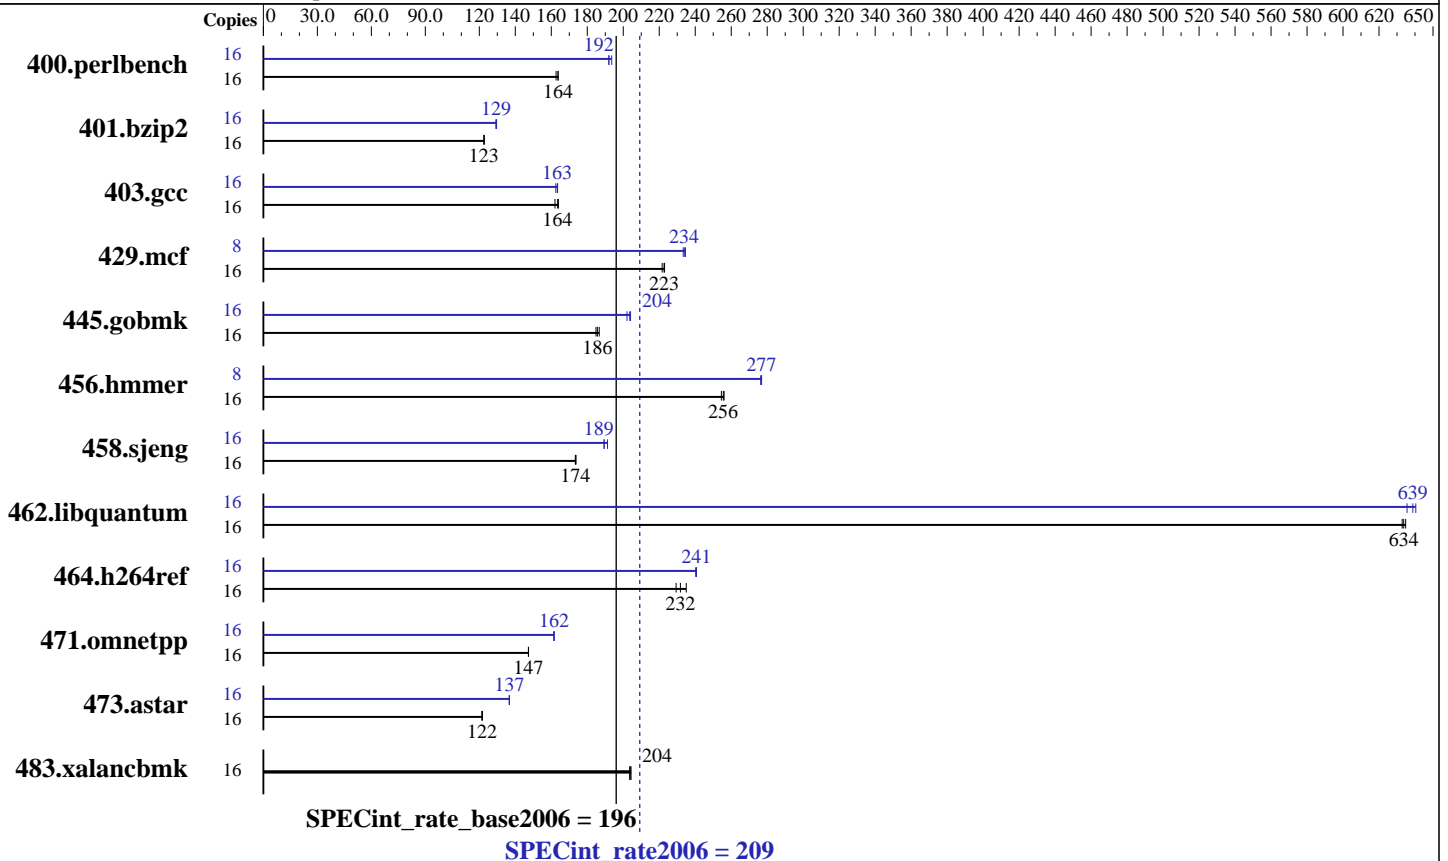 Copies 0 30.0 60.0 90.0 120 140 160 180 200 220 240 260 280 300 320 340 360 380 400 420 440 460 480 500 520 540 560 580 600 620 650
400.perlbench 16 192
16 164
401.bzip2 16 129
16 123
403.gcc 16 163
16 164
429.mcf 8 234
16 223
445.gobmk 16 204
16 186
456.hmmer 8 277
16 256
458.sjeng 16 189
16 174
462.libquantum 16 639
16 634
464.h264ref 16 241
16 232
471.omnetpp 16 162
16 147
473.astar 16 137
16 122
483.xalancbmk 16 204
SPECint_rate_base2006 = 196
SPECint_rate2006 = 209